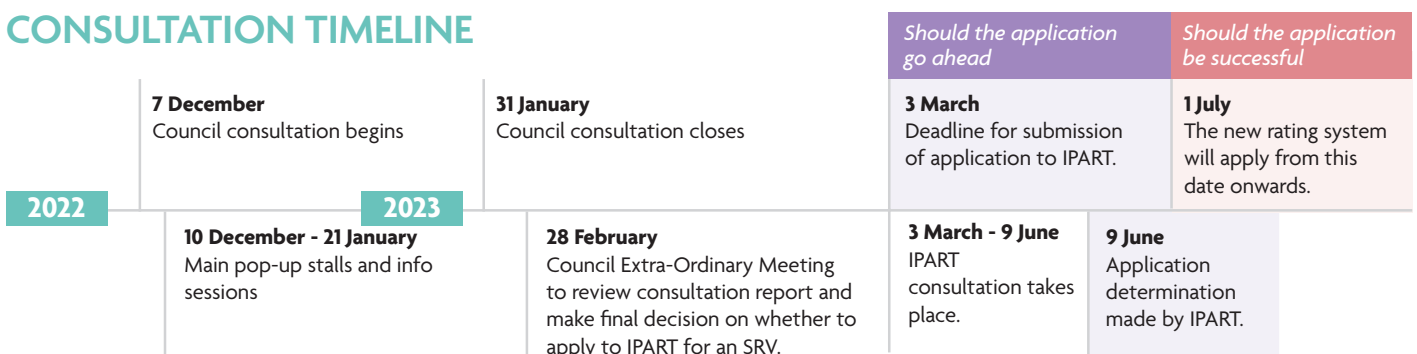 CONSULTATION TIMELINE
Should the application
go ahead
Should the application
be successful
7 December
Council consultation begins
31 January
Council consultation closes
3 March
Deadline for submission
of application to IPART.
1 July
The new rating system
will apply from this
date onwards.
2022
2023
10 December - 21 January
Main pop-up stalls and info
sessions
28 February
Council Extra-Ordinary Meeting
to review consultation report and
make final decision on whether to
apply to IPART for an SRV.
3 March - 9 June
IPART
consultation takes
place.
9 June
Application
determination
made by IPART.